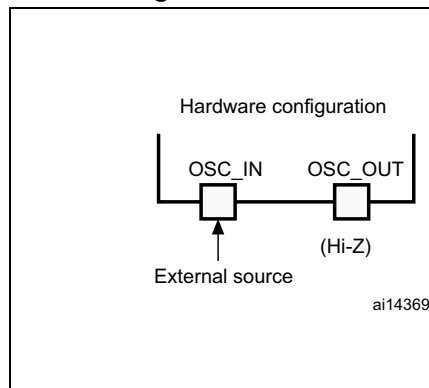 Hardware configuration
OSC_IN OSC_OUT
(Hi-Z)
External source
ai14369